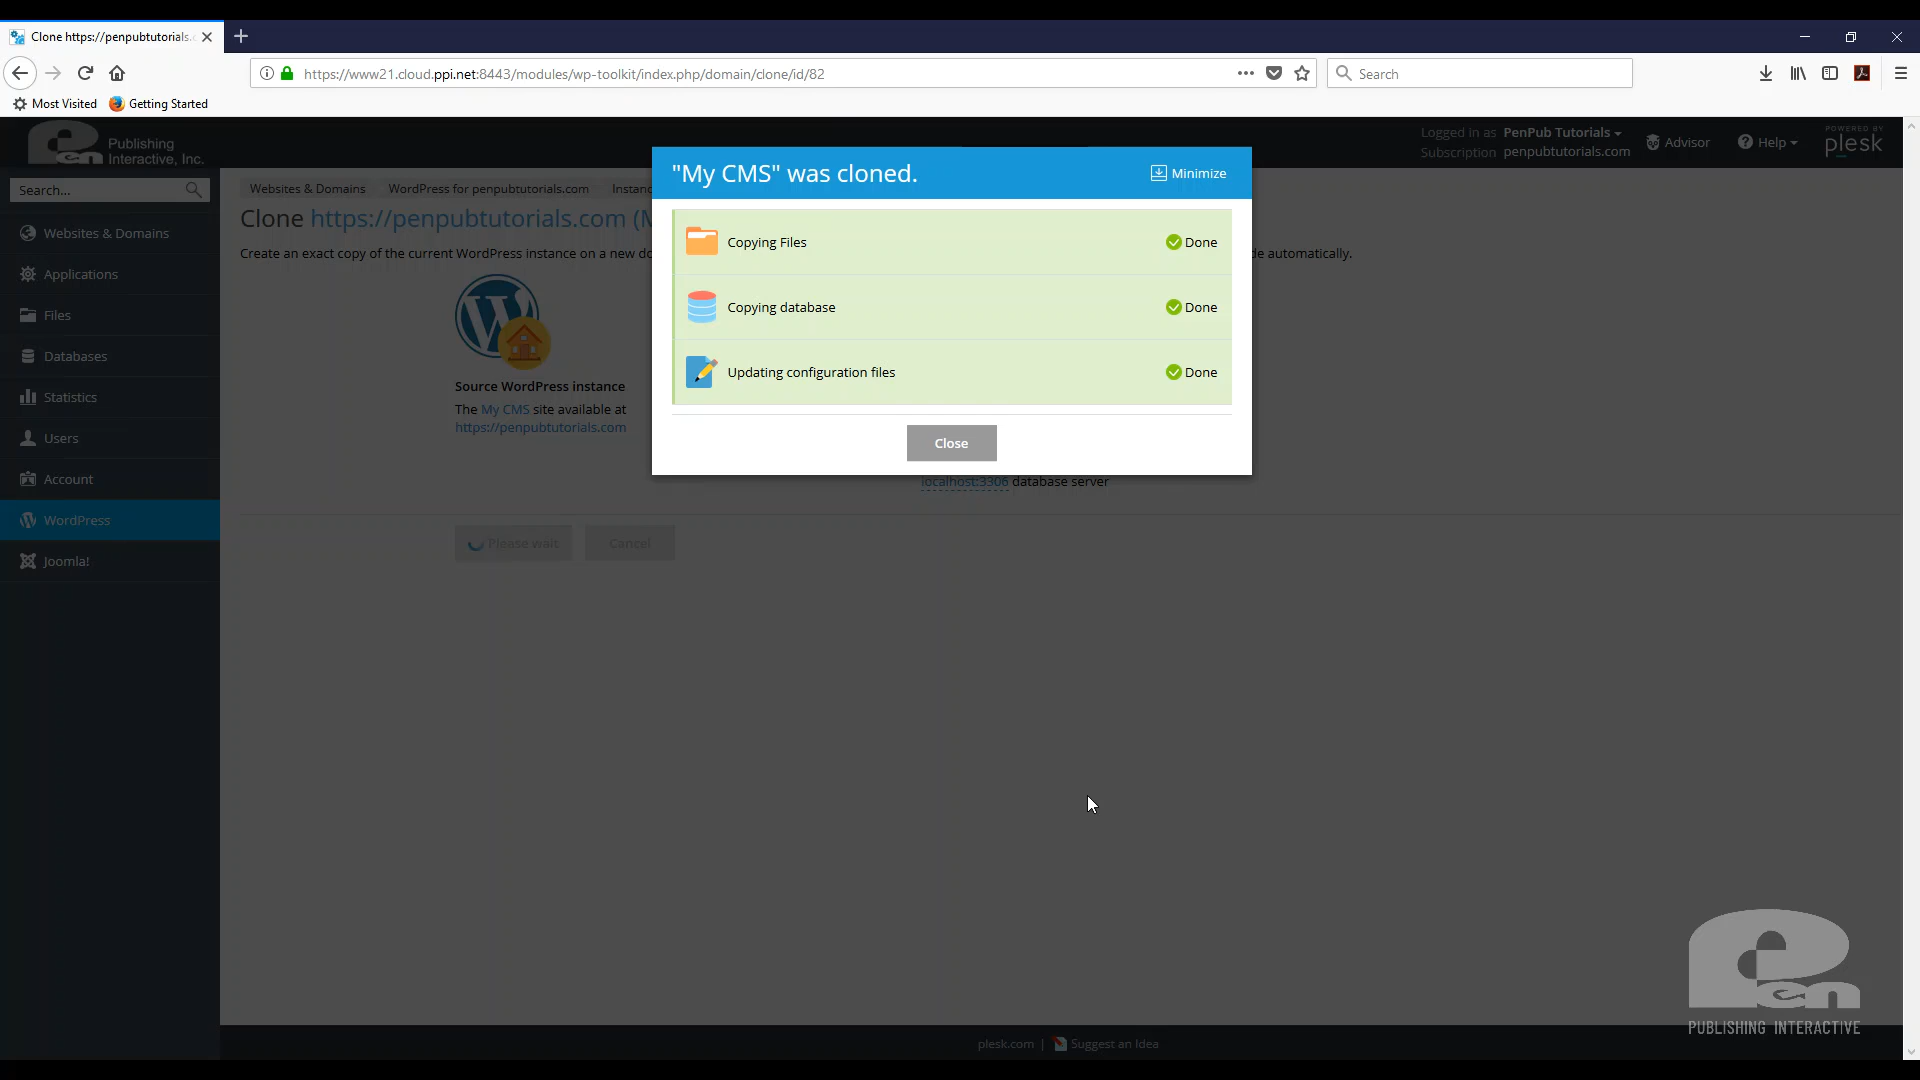 Clone https://penpubtutorials.
https://www21.cloud.ppi.net:8443/modules/wp-toolkit/index.php/domain/clone/id/82
Search
Most Visited
Getting Started
Publishing
Interactive, Inc.
Logged in as PenPub Tutorials
Subscription penpubtutorials.com
Advisor
Help
POWERED BY
plesk
Search...
Websites & Domains
Applications
Files
Databases
Statistics
Users
Account
WordPress
Joomla!
Websites & Domains
WordPress for penpubtutorials.com
Clone https://penpubtutorials.com
Create an exact copy of the current WordPress instance on a new
automatically.
Source WordPress instance
The My CMS site available at
https://penpubtutorials.com
"My CMS" was cloned.
Minimize
Copying Files
Done
Copying database
Done
Updating configuration files
Done
Close
localhost:3306 database server
Please wait
Cancel
en
PUBLISHING INTERACTIVE
plesk.com | Suggest an Idea